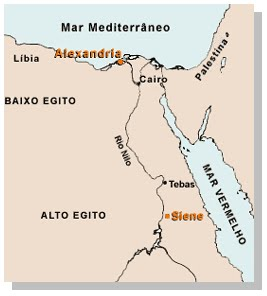 Mar Mediterrâneo
Palestina
Líbia
Alexandria
Cairo
BAIXO EGITO
Rio Nilo
Tebas
MAR VERMELHO
ALTO EGITO
Siene